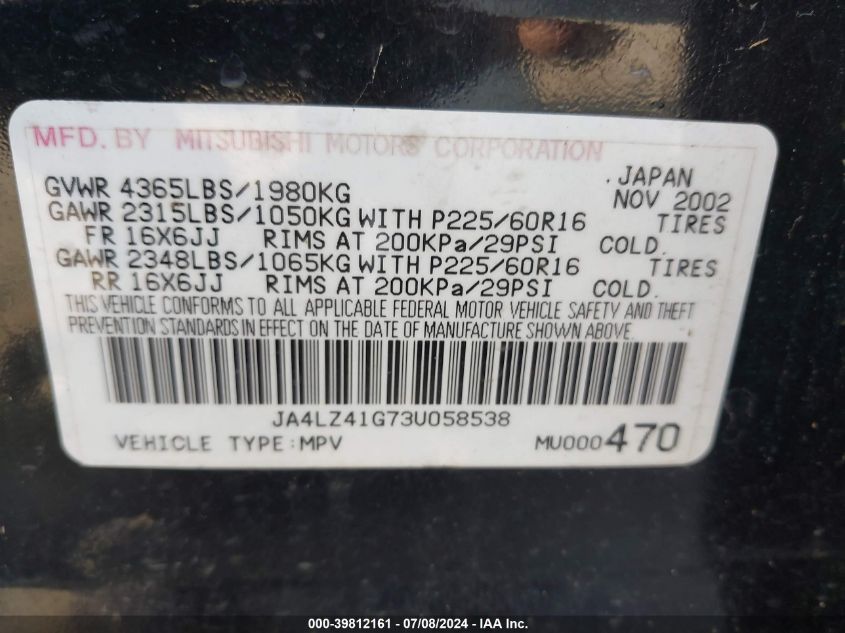 MFD. BY MITSUBISHI MOTORS CORPORATION
. JAPAN
GVWR 4365LBS/1980KG NOV 2002
GAWR 2315LBS/1050KG WITH P225/60R16 TIRES
FR 16X6JJ RIMS AT 200KPa/29PSI COLD.
GAWR 2348LBS/1065KG WITH P225/60R16 TIRES
RR 16X6JJ RIMS AT 200KPa/29PSI COLD.
THIS VEHICLE CONFORMS TO ALL APPLICABLE FEDERAL MOTOR VEHICLE SAFETY AND THEFT
PREVENTION STANDARDS IN EFFECT ON THE DATE OF MANUFACTURE SHOWN ABOVE.
JA4LZ41G73U058538
VEHICLE TYPE:MPV MU000470
000-39812161 - 07/08/2024 - IAA Inc.